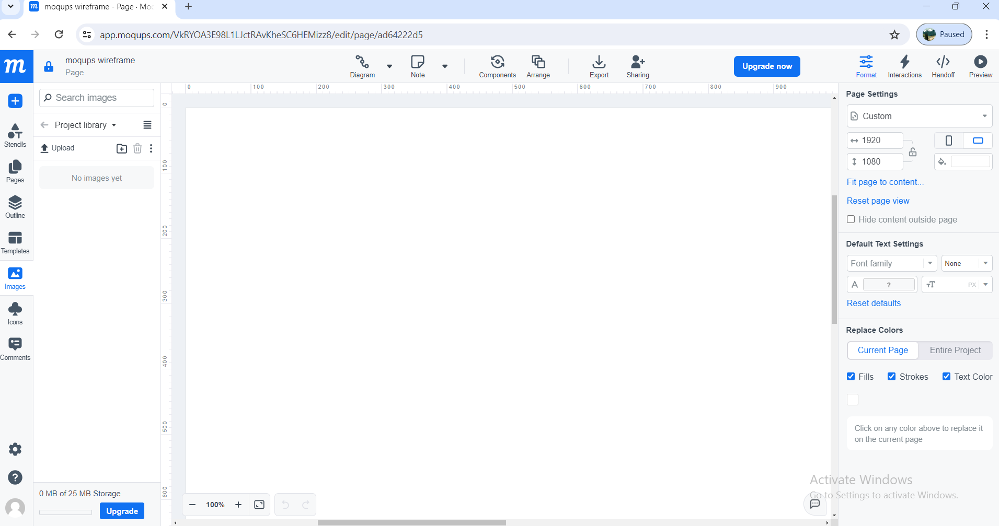 moqups wireframe - Page · Moc
app.moqups.com/VkRYOA3E98L1LJctRAvKheSC6HEMizz8/edit/page/ad64222d5
Paused
m
moqups wireframe
Page
Diagram
Note
Components
Arrange
Export
Sharing
Upgrade now
Format
Interactions
Handoff
Preview
Stencils
Pages
Outline
Templates
Images
Icons
Comments
Search images
Project library
Upload
No images yet
0 MB of 25 MB Storage
Upgrade
0 100 200 300 400 500 600 700 800 900
0
100
200
300
400
500
600
100%
Page Settings
Custom
1920
1080
Fit page to content...
Reset page view
Hide content outside page
Default Text Settings
Font family
None
A ?
TT PX
Reset defaults
Replace Colors
Current Page Entire Project
Fills Strokes Text Color
Click on any color above to replace it
on the current page
Activate Windows
Go to Settings to activate Windows.